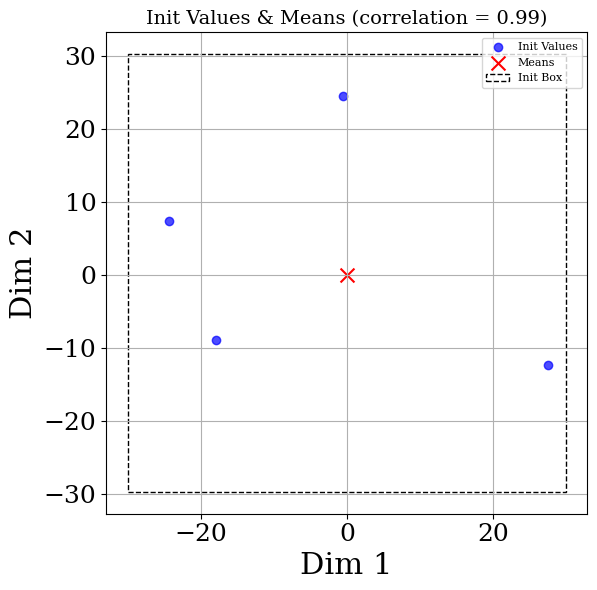 Init Values & Means (correlation = 0.99)
Init Values
Means
Init Box
30
20
10
0
−10
−20
−30
Dim 2
−20
0
20
Dim 1